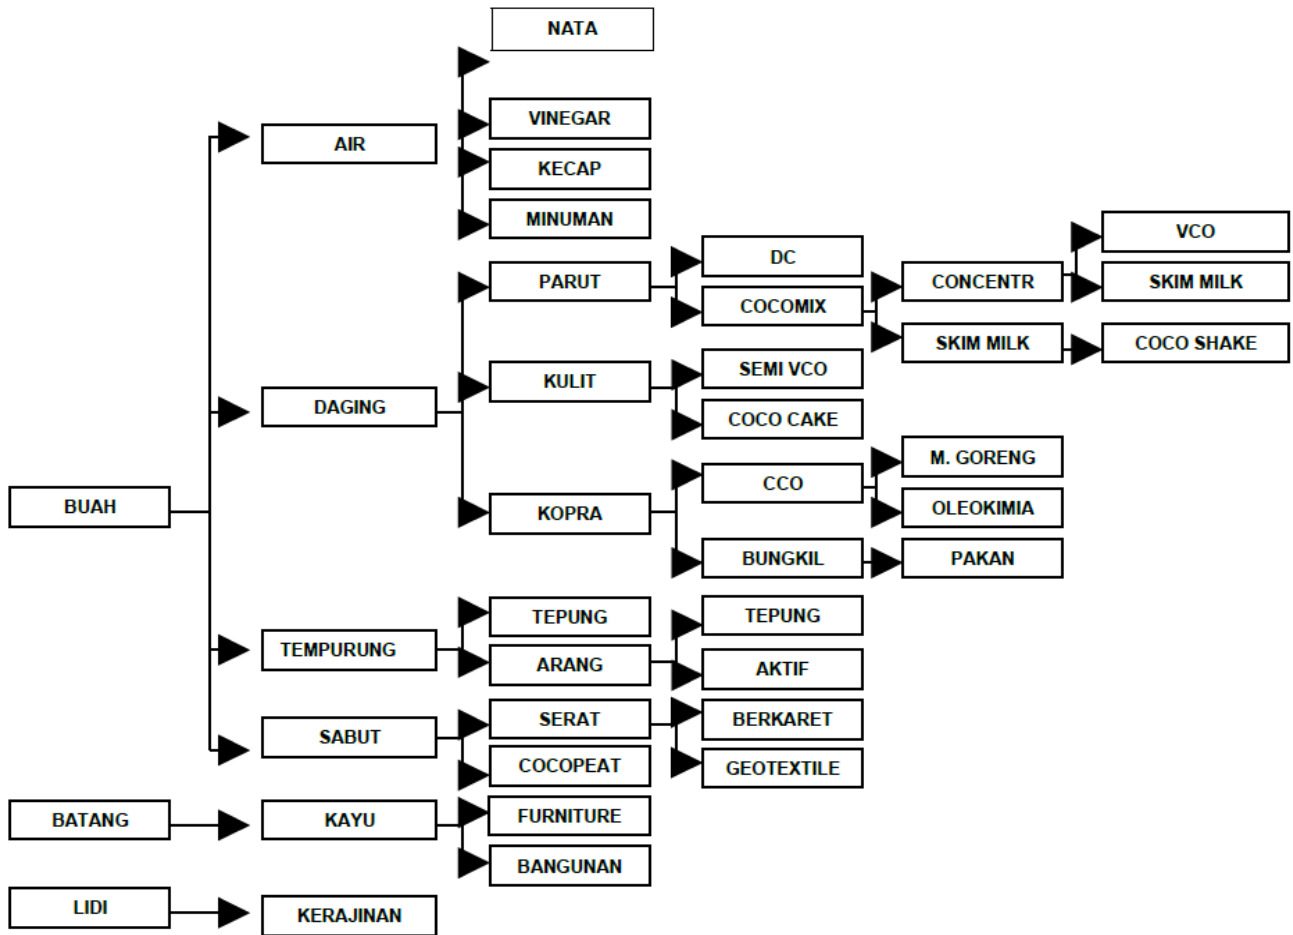 NATA
VINEGAR
AIR
KECAP
MINUMAN
VCO
DC
PARUT
CONCENTR
SKIM MILK
COCOMIX
SKIM MILK
COCO SHAKE
SEMI VCO
KULIT
DAGING
COCO CAKE
M. GORENG
CCO
BUAH
KOPRA
OLEOKIMIA
BUNGKIL
PAKAN
TEPUNG
TEPUNG
TEMPURUNG
ARANG
AKTIF
SERAT
BERKARET
SABUT
COCOPEAT
GEOTEXTILE
BATANG
KAYU
FURNITURE
BANGUNAN
LIDI
KERAJINAN